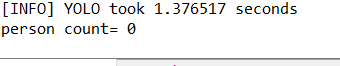 [INFO] YOLO took 1.376517 seconds
person count= 0